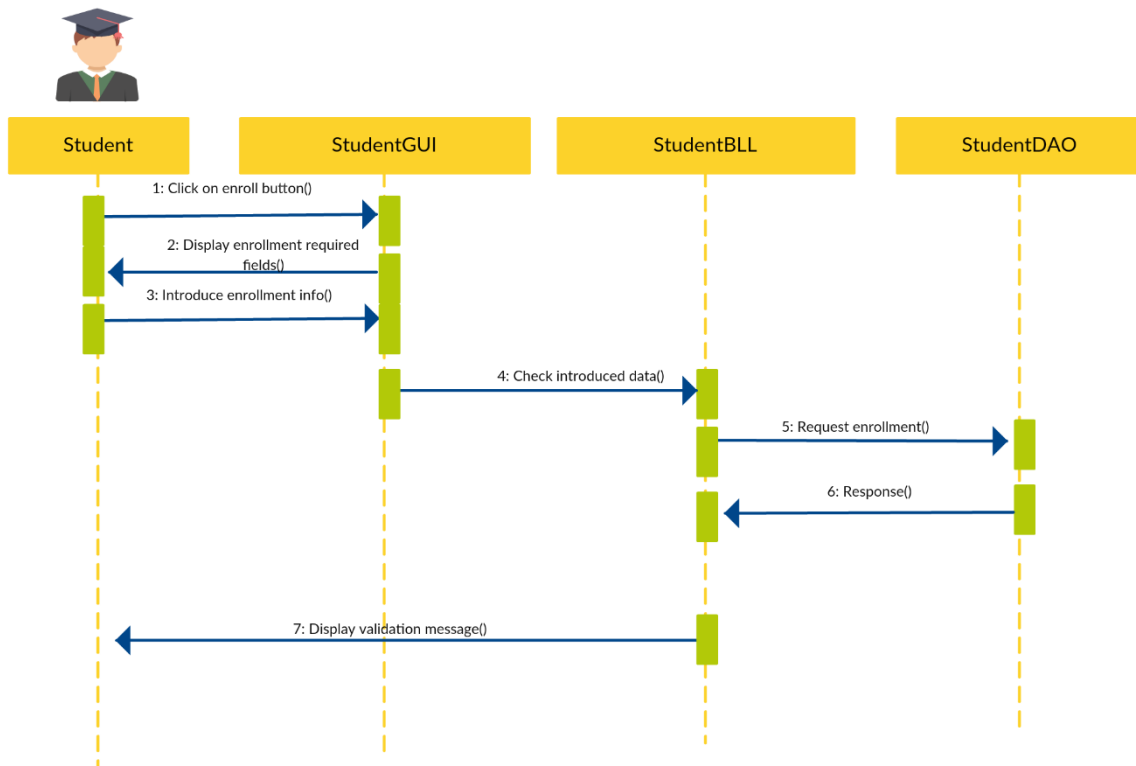 Student
StudentGUI
StudentBLL
StudentDAO
1: Click on enroll button()
2: Display enrollment required
fields()
3: Introduce enrollment info()
4: Check introduced data()
5: Request enrollment()
6: Response()
7: Display validation message()